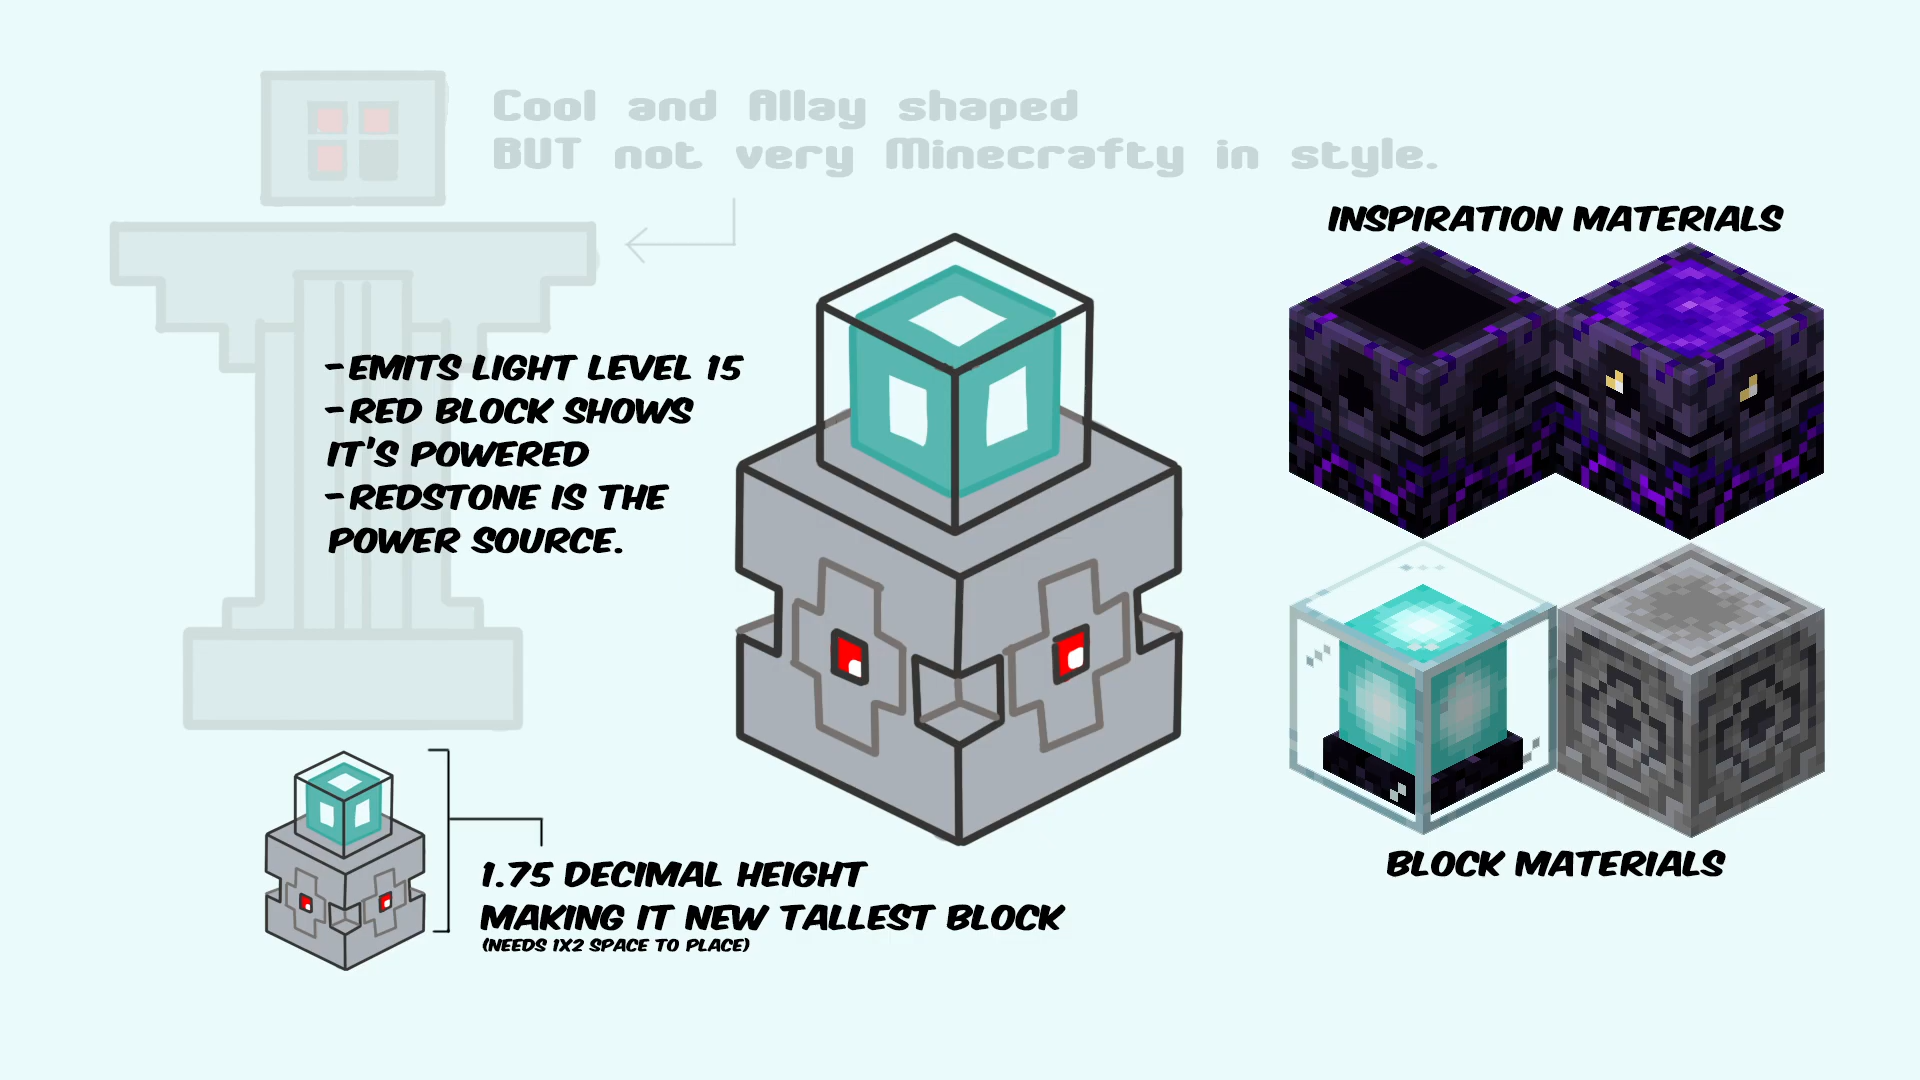 Cool and Allay shaped
BUT not very Minecrafty in style.
INSPIRATION MATERIALS
-EMITS LIGHT LEVEL 15
-RED BLOCK SHOWS
IT'S POWERED
-REDSTONE IS THE
POWER SOURCE.
1.75 DECIMAL HEIGHT
MAKING IT NEW TALLEST BLOCK
(NEEDS 1X2 SPACE TO PLACE)
BLOCK MATERIALS